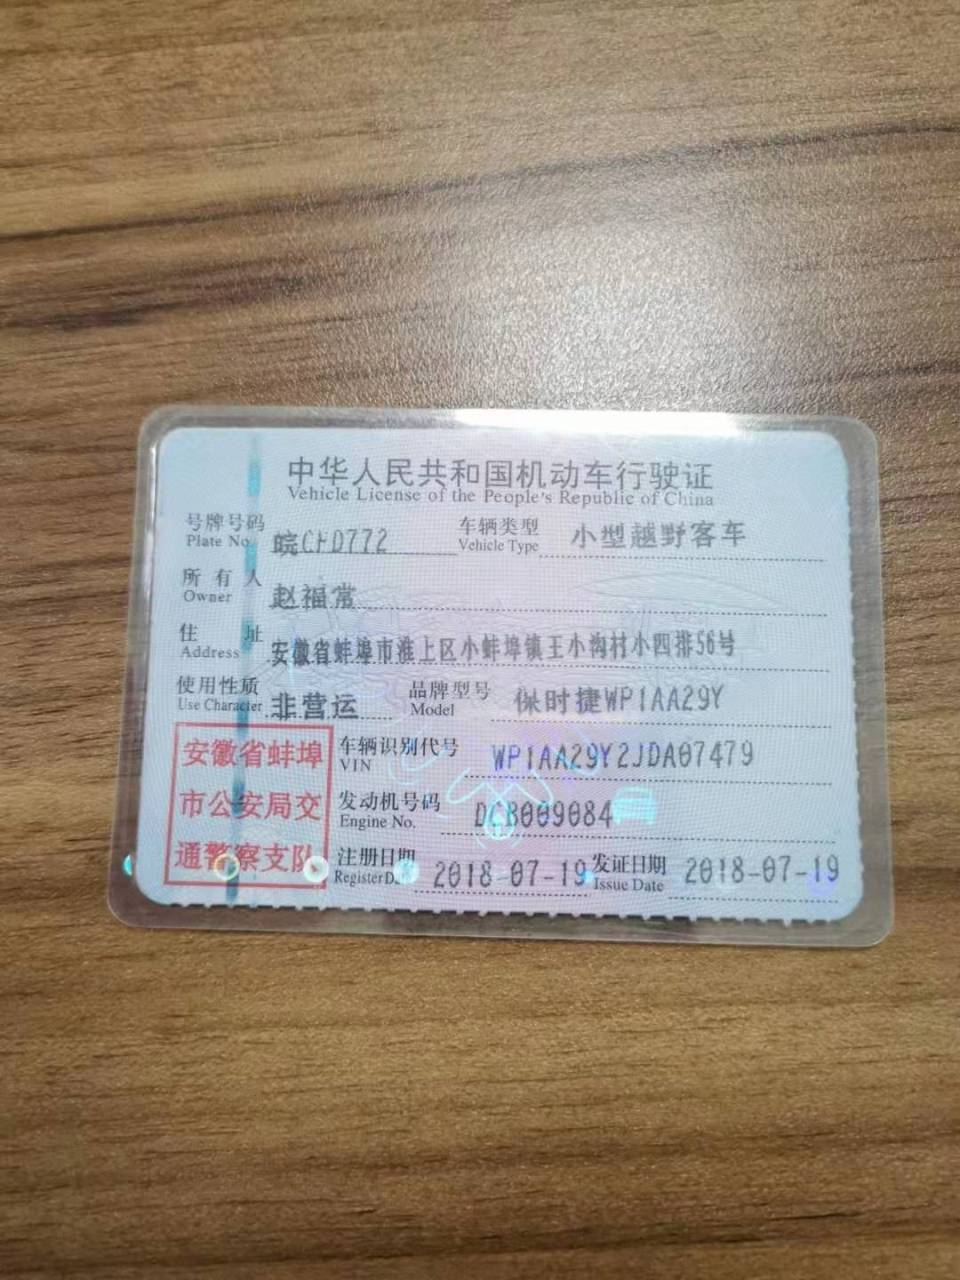 中华人民共和国机动车行驶证
Vehicle License of the People's Republic of China
号牌号码 Plate No. 车辆类型 Vehicle Type 小型越野客车
所有人 Owner 赵福常
住址 Address 安徽省蚌埠市淮上区小蚌埠镇王小沟村小四排56号
使用性质 Use Character 非营运 品牌型号 Model 保时捷WP1AA29Y
安徽省蚌埠 车辆识别代号 VIN WP1AA29Y2JDA07479
市公安局交 发动机号码 Engine No. DCB009084
通警察支队 注册日期 Register Date 2018-07-19 发证日期 Issue Date 2018-07-19